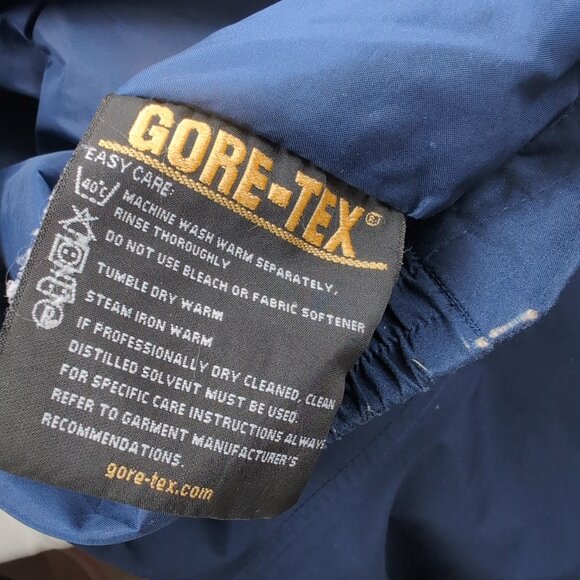 GORE-TEX®
EASY CARE:
40°C
MACHINE WASH WARM SEPARATELY,
RINSE THOROUGHLY
DO NOT USE BLEACH OR FABRIC SOFTENER
TUMBLE DRY WARM
STEAM IRON WARM
IF PROFESSIONALLY DRY CLEANED, CLEAN
DISTILLED SOLVENT MUST BE USED.
FOR SPECIFIC CARE INSTRUCTIONS ALWAYS
REFER TO GARMENT MANUFACTURER'S
RECOMMENDATIONS.
P
gore-tex.com